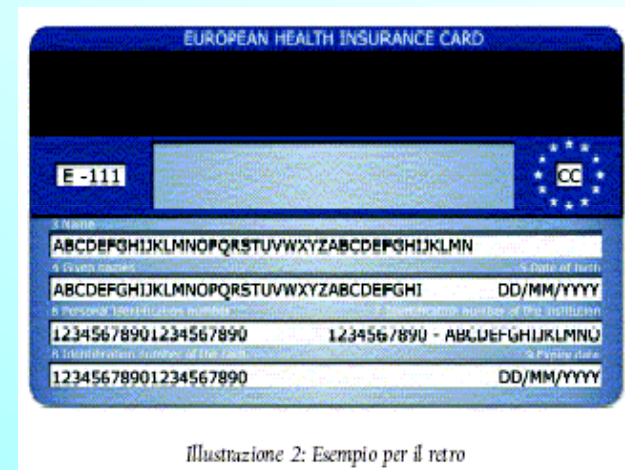 EUROPEAN HEALTH INSURANCE CARD
E -111
CC
3 Name
ABCDEFGHIJKLMNOPQRSTUVWXYZABCDEFGHIJKLMN
4 Given names 5 Date of birth
ABCDEFGHIJKLMNOPQRSTUVWXYZABCDEFGHI DD/MM/YYYY
6 Personal identification number 7 Identification number of the institution
12345678901234567890 1234567890 - ABCDEFGHIJKLMNO
8 Identification number of the card 9 Expiry date
12345678901234567890 DD/MM/YYYY
Illustrazione 2: Esempio per il retro